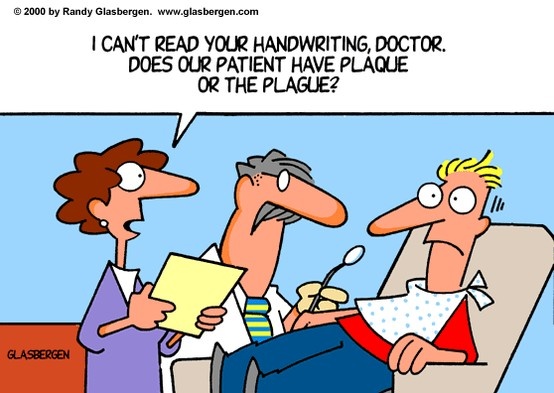 © 2000 by Randy Glasbergen. www.glasbergen.com
I CAN'T READ YOUR HANDWRITING, DOCTOR.
DOES OUR PATIENT HAVE PLAQUE
OR THE PLAGUE?
GLASBERGEN